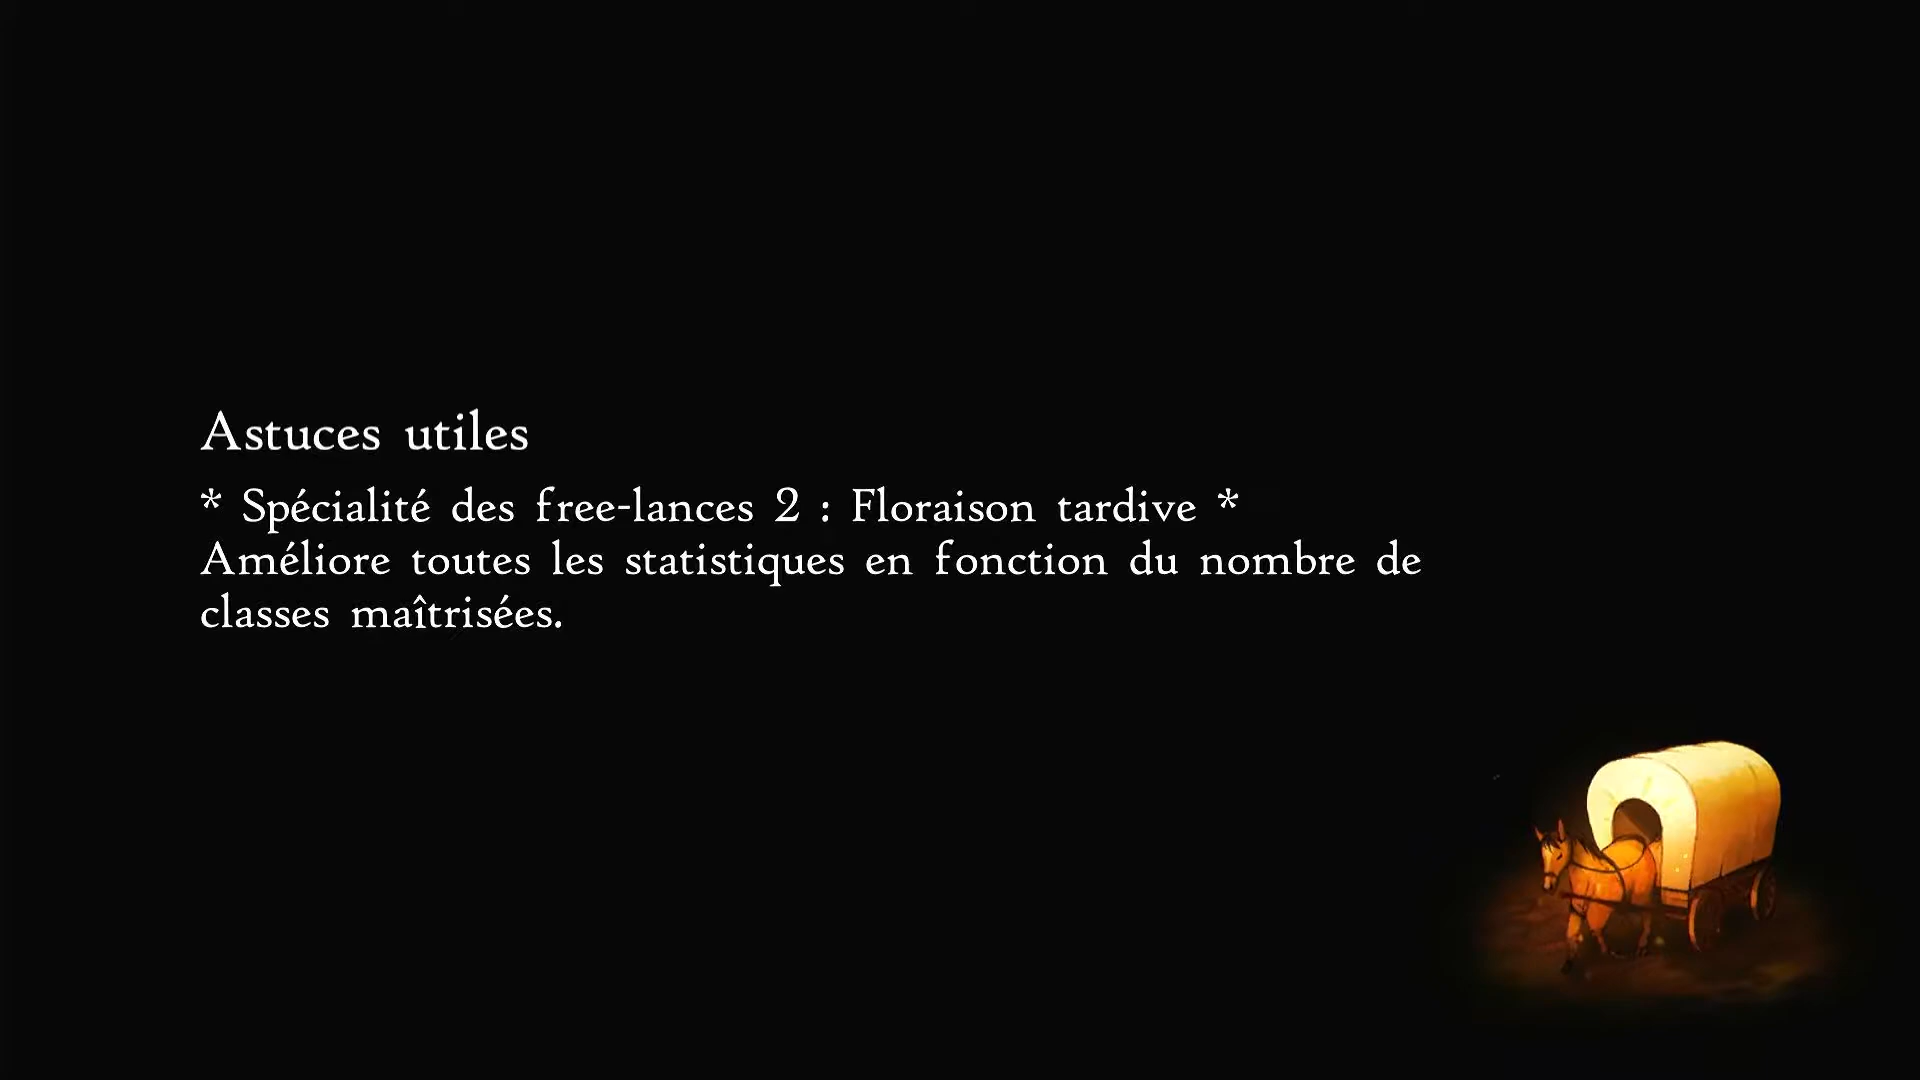 Astuces utiles
* Spécialité des free-lances 2 : Floraison tardive *
Améliore toutes les statistiques en fonction du nombre de
classes maîtrisées.